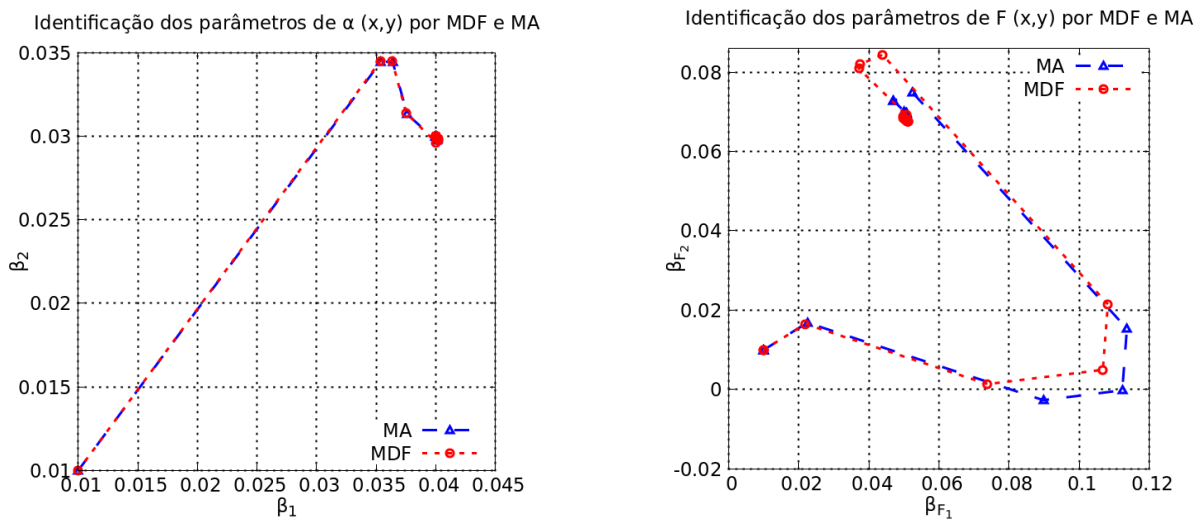 Identificação dos parâmetros de α (x,y) por MDF e MA
0.035
0.03
0.025
0.02
0.015
0.01
β2
0.01 0.015 0.02 0.025 0.03 0.035 0.04 0.045
β1
MA
MDF
Identificação dos parâmetros de F (x,y) por MDF e MA
0.08
0.06
0.04
0.02
0
-0.02
βF2
0 0.02 0.04 0.06 0.08 0.1 0.12
βF1
MA
MDF